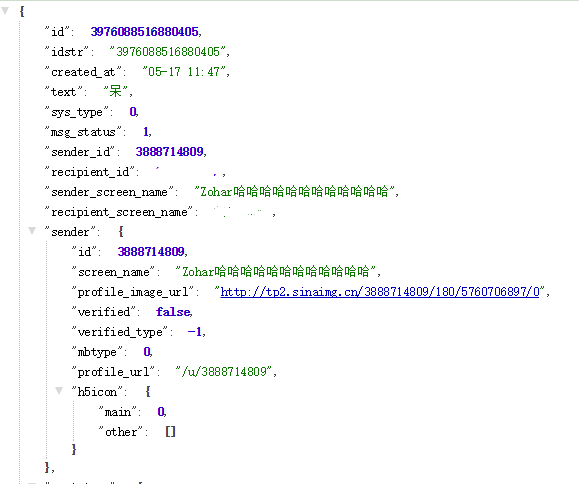 {
"id": 3976088516880405,
"idstr": "3976088516880405",
"created_at": "05-17 11:47",
"text": "呆",
"sys_type": 0,
"msg_status": 1,
"sender_id": 3888714809,
"recipient_id": ,
"sender_screen_name": "Zohar哈哈哈哈哈哈哈哈哈哈哈哈",
"recipient_screen_name": ,
"sender": {
"id": 3888714809,
"screen_name": "Zohar哈哈哈哈哈哈哈哈哈哈哈哈",
"profile_image_url": "http://tp2.sinaimg.cn/3888714809/180/5760706897/0",
"verified": false,
"verified_type": -1,
"mbtype": 0,
"profile_url": "/u/3888714809",
"h5icon": {
"main": 0,
"other": []
}
},